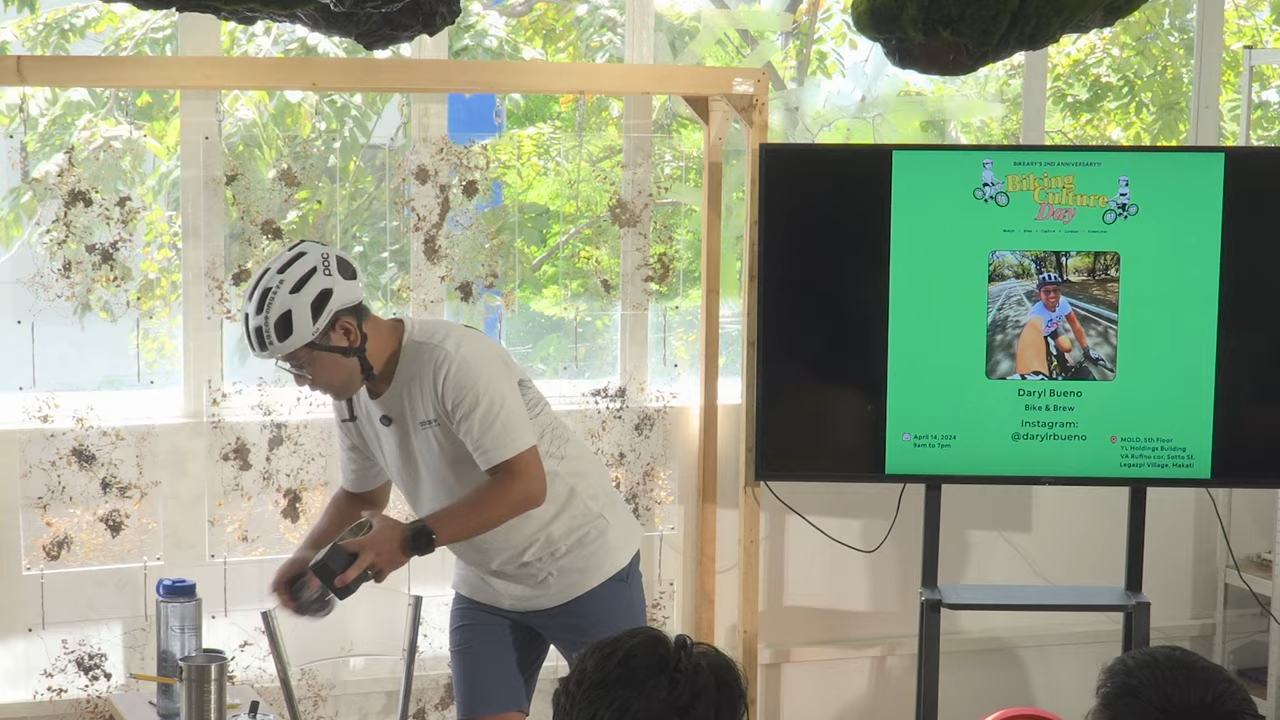 POC
BIKEARY'S 2ND ANNIVERSARY!!!
Biking
Culture
Day
Daryl Bueno
Bike & Brew
Instagram:
@darylrbueno
April 14, 2024
9am to 7pm
MOLD, 5th Floor
YL Holdings Building
VA Rufino cor. Sotto St.
Legazpi Village, Makati